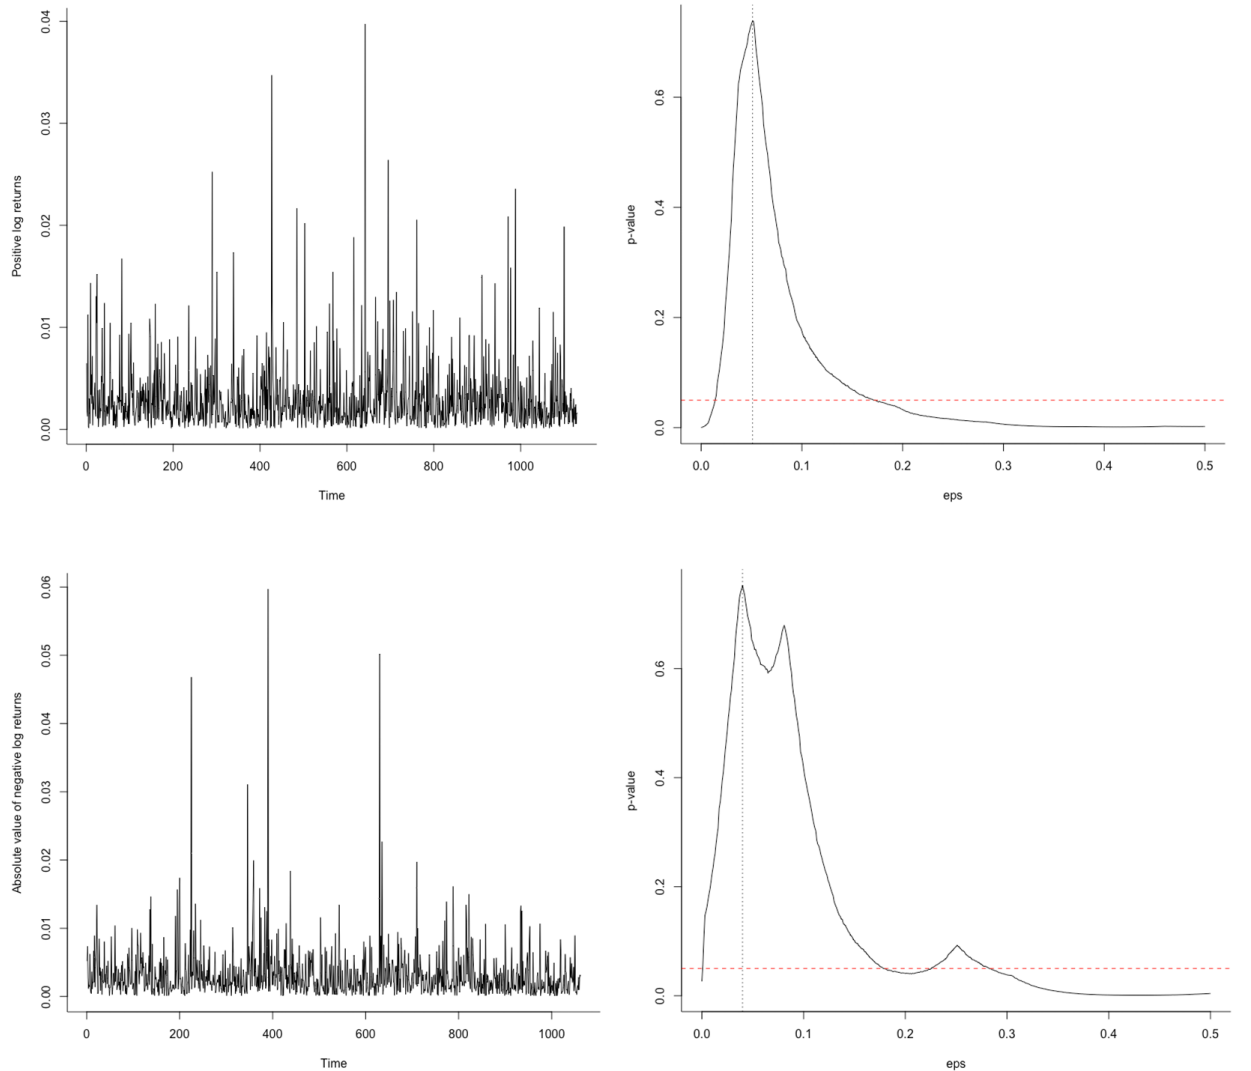 Positive log returns
0.00 0.01 0.02 0.03 0.04
0 200 400 600 800 1000
Time
p-value
0.0 0.2 0.4 0.6
0.0 0.1 0.2 0.3 0.4 0.5
eps
Absolute value of negative log returns
0.00 0.01 0.02 0.03 0.04 0.05 0.06
0 200 400 600 800 1000
Time
p-value
0.0 0.2 0.4 0.6
0.0 0.1 0.2 0.3 0.4 0.5
eps